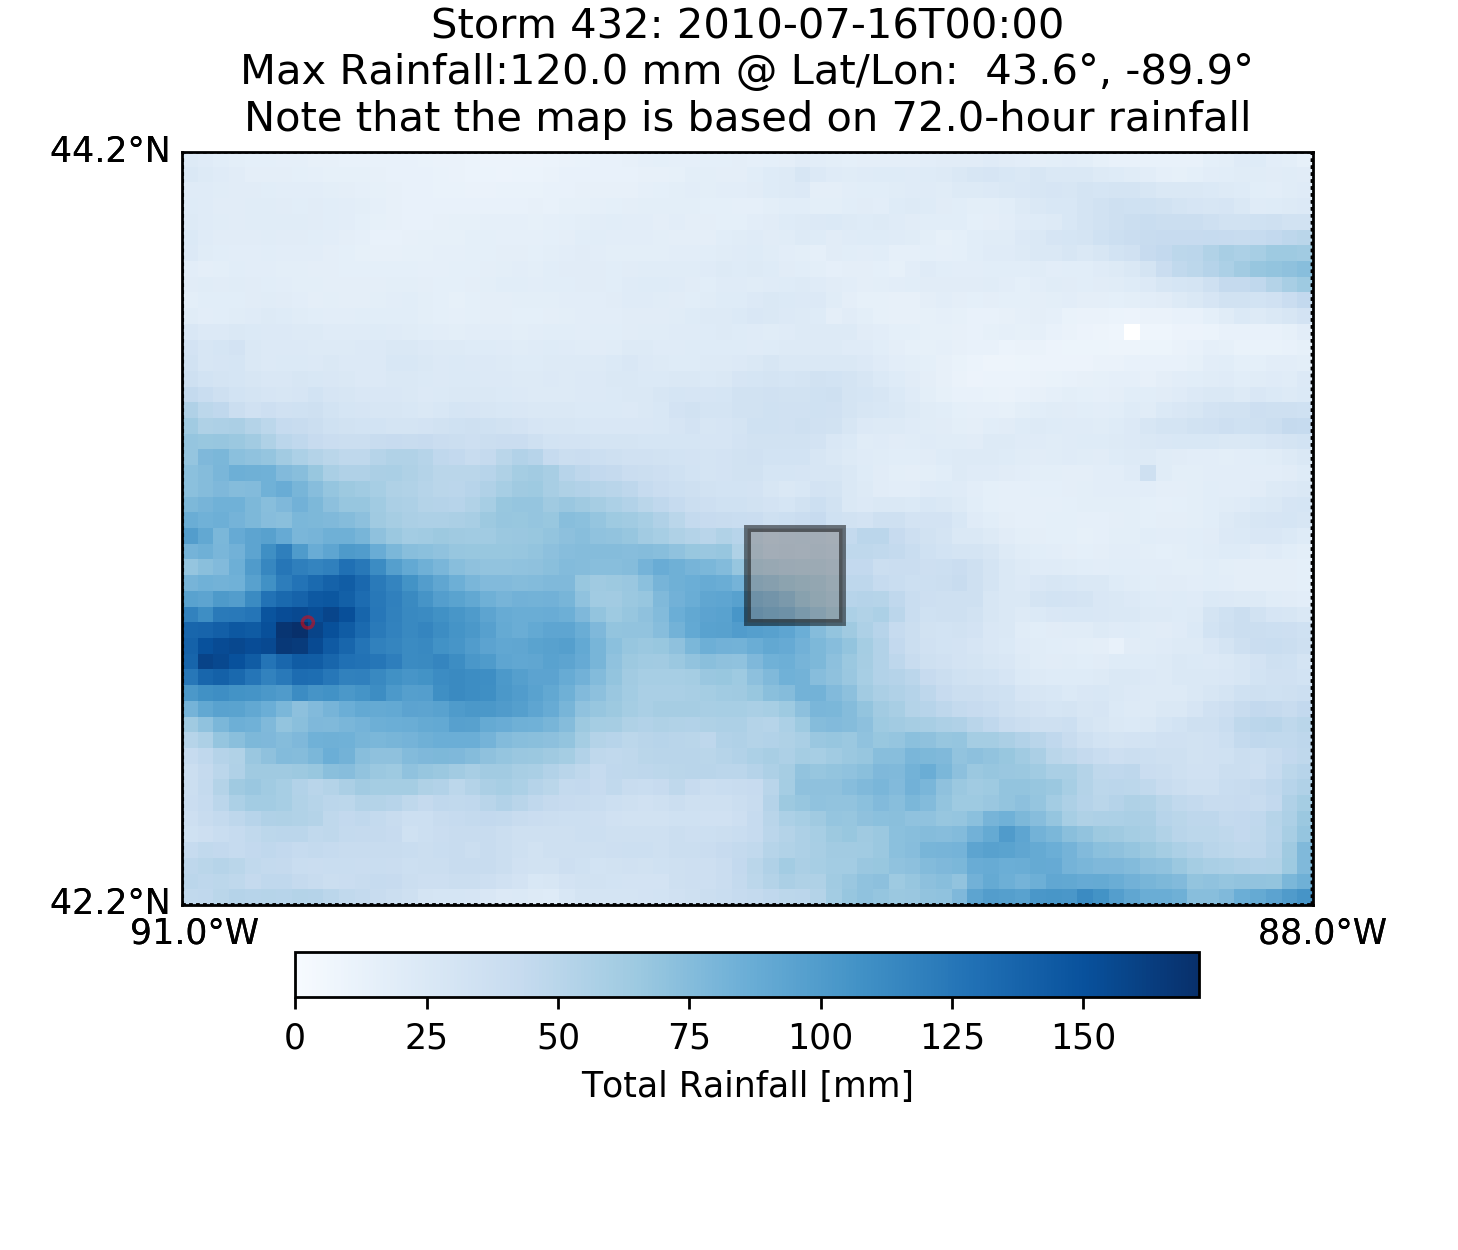 Storm 432: 2010-07-16T00:00
Max Rainfall:120.0 mm @ Lat/Lon:  43.6°, -89.9°
Note that the map is based on 72.0-hour rainfall
44.2°N
42.2°N
91.0°W 88.0°W
0 25 50 75 100 125 150
Total Rainfall [mm]